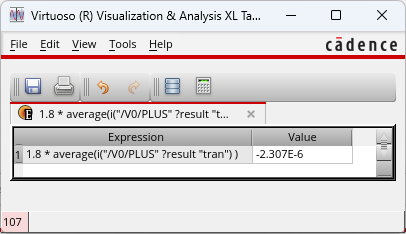 Virtuoso (R) Visualization & Analysis XL Ta...
File Edit View Tools Help
cādence
E 1.8 * average(i("/V0/PLUS" ?result "t...
Expression Value
1 1.8 * average(i("/V0/PLUS" ?result "tran") ) -2.307E-6
107